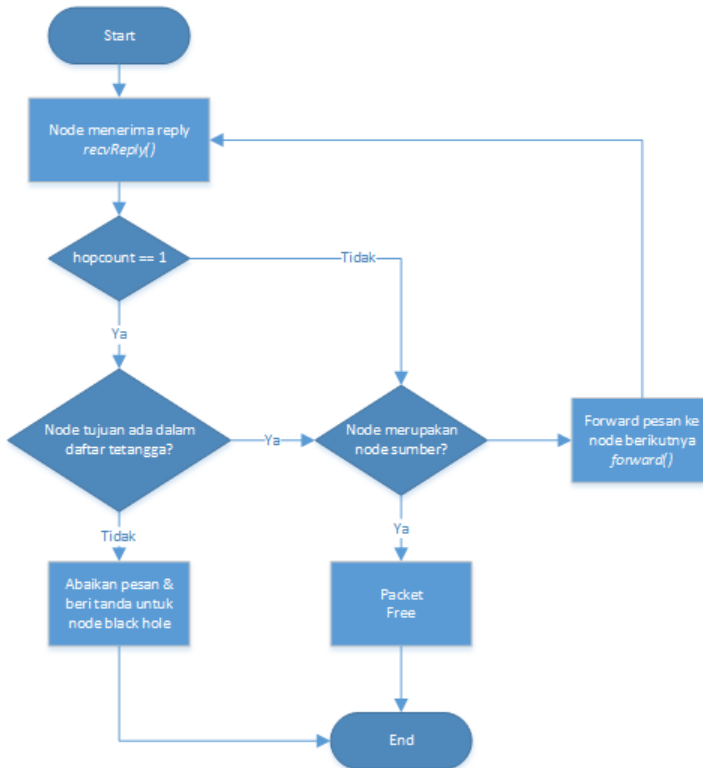 Start
Node menerima reply
recvReply()
hopcount == 1
Tidak
Ya
Node tujuan ada dalam
daftar tetangga?
Ya
Node merupakan
node sumber?
Forward pesan ke
node berikutnya
forward()
Tidak
Ya
Abaikan pesan &
beri tanda untuk
node black hole
Packet
Free
End